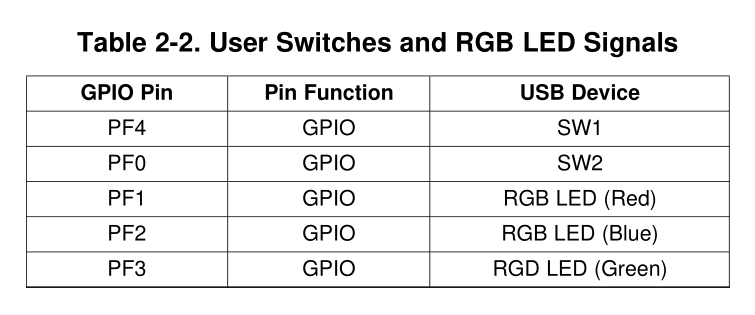 Table 2-2. User Switches and RGB LED Signals
GPIO Pin Pin Function USB Device
PF4 GPIO SW1
PF0 GPIO SW2
PF1 GPIO RGB LED (Red)
PF2 GPIO RGB LED (Blue)
PF3 GPIO RGD LED (Green)